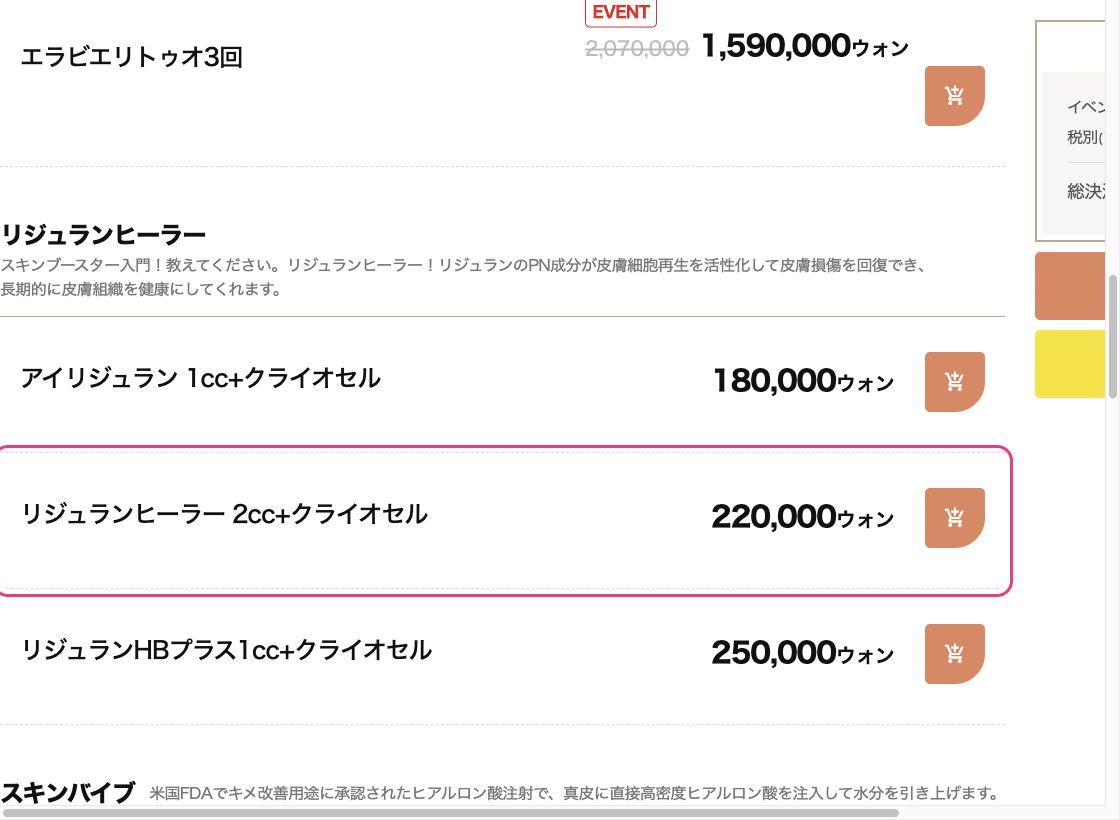 EVENT
エラビエリトゥオ3回
2,070,000 1,590,000ウォン
イベン
税別(
総決
リジュランヒーラー
スキンブースター入門！教えてください。リジュランヒーラー！リジュランのPN成分が皮膚細胞再生を活性化して皮膚損傷を回復でき、
長期的に皮膚組織を健康にしてくれます。
アイリジュラン 1cc+クライオセル 180,000ウォン
リジュランヒーラー 2cc+クライオセル 220,000ウォン
リジュランHBプラス1cc+クライオセル 250,000ウォン
スキンバイブ 米国FDAでキメ改善用途に承認されたヒアルロン酸注射で、真皮に直接高密度ヒアルロン酸を注入して水分を引き上げます。